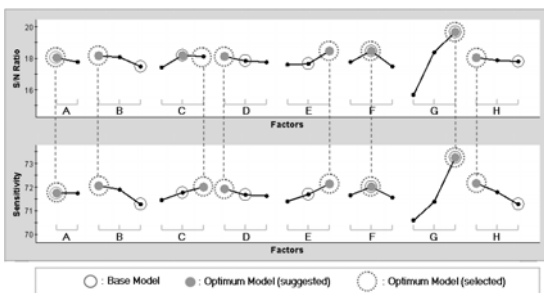 S/N Ratio
20
18
16
A B C D E F G H
Factors
Sensitivity
73
72
71
70
A B C D E F G H
Factors
: Base Model : Optimum Model (suggested) : Optimum Model (selected)